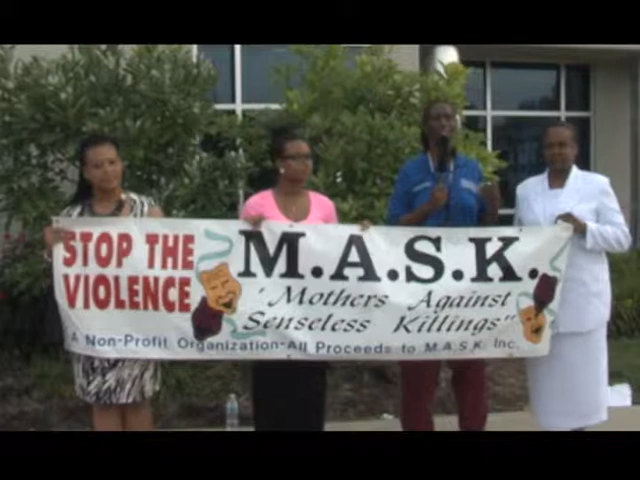 STOP THE
VIOLENCE
M.A.S.K.
"Mothers Against
Senseless Killings"
A Non-Profit Organization-All Proceeds to M.A.S.K. Inc.